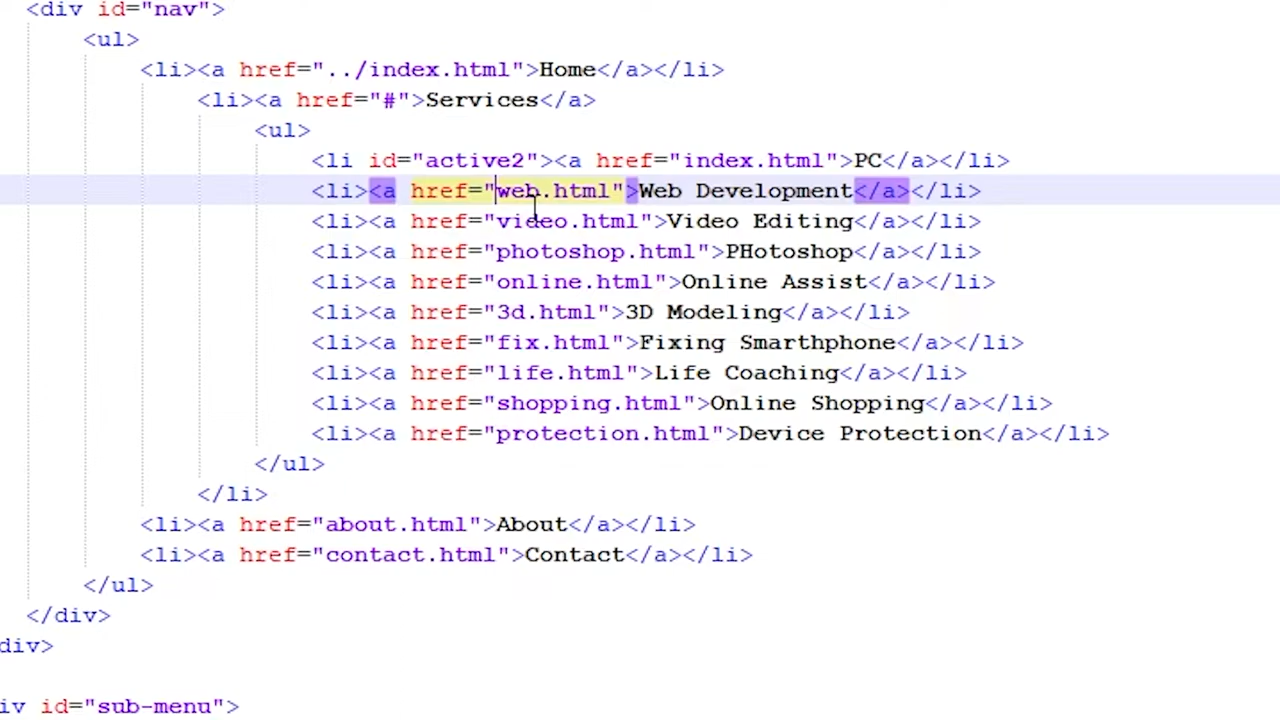 <div id="nav">
<ul>
<li><a href="../index.html">Home</a></li>
<li><a href="#">Services</a>
<ul>
<li id="active2"><a href="index.html">PC</a></li>
<li><a href="web.html">Web Development</a></li>
<li><a href="video.html">Video Editing</a></li>
<li><a href="photoshop.html">PHotoshop</a></li>
<li><a href="online.html">Online Assist</a></li>
<li><a href="3d.html">3D Modeling</a></li>
<li><a href="fix.html">Fixing Smarthphone</a></li>
<li><a href="life.html">Life Coaching</a></li>
<li><a href="shopping.html">Online Shopping</a></li>
<li><a href="protection.html">Device Protection</a></li>
</ul>
</li>
<li><a href="about.html">About</a></li>
<li><a href="contact.html">Contact</a></li>
</ul>
</div>
div>
iv id="sub-menu">